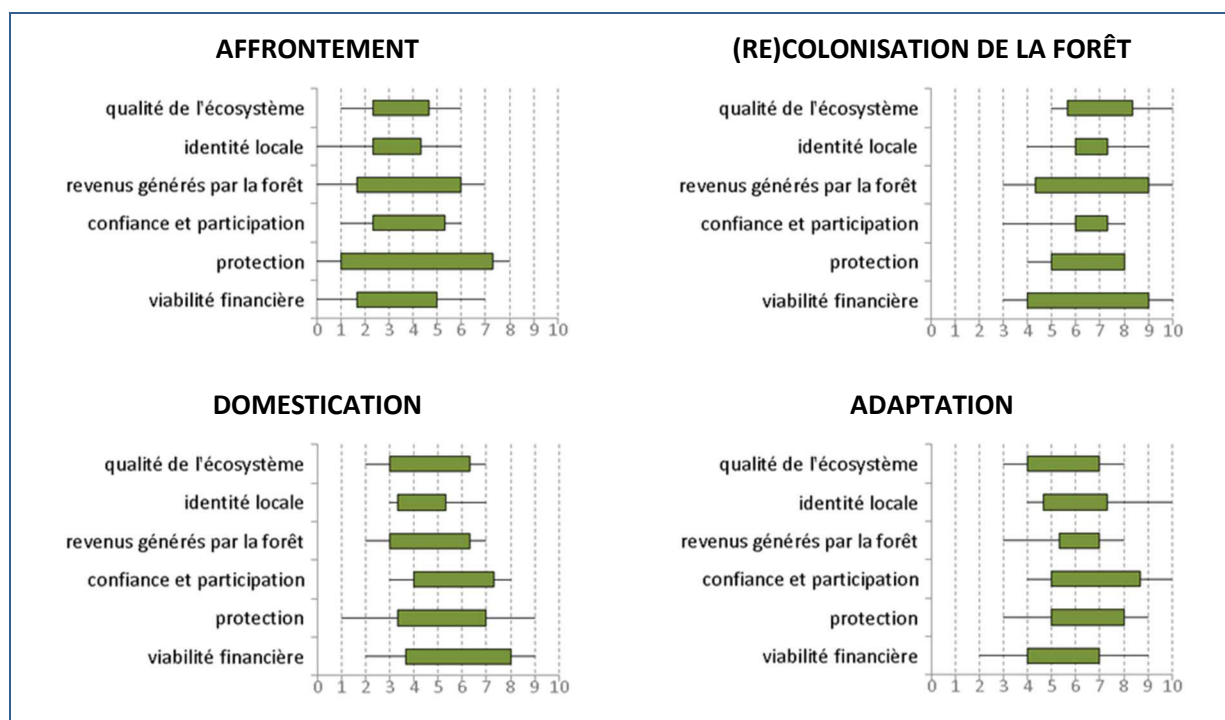 AFFRONTEMENT
qualité de l'écosystème
identité locale
revenus générés par la forêt
confiance et participation
protection
viabilité financière
0 1 2 3 4 5 6 7 8 9 10
(RE)COLONISATION DE LA FORÊT
qualité de l'écosystème
identité locale
revenus générés par la forêt
confiance et participation
protection
viabilité financière
0 1 2 3 4 5 6 7 8 9 10
DOMESTICATION
qualité de l'écosystème
identité locale
revenus générés par la forêt
confiance et participation
protection
viabilité financière
0 1 2 3 4 5 6 7 8 9 10
ADAPTATION
qualité de l'écosystème
identité locale
revenus générés par la forêt
confiance et participation
protection
viabilité financière
0 1 2 3 4 5 6 7 8 9 10